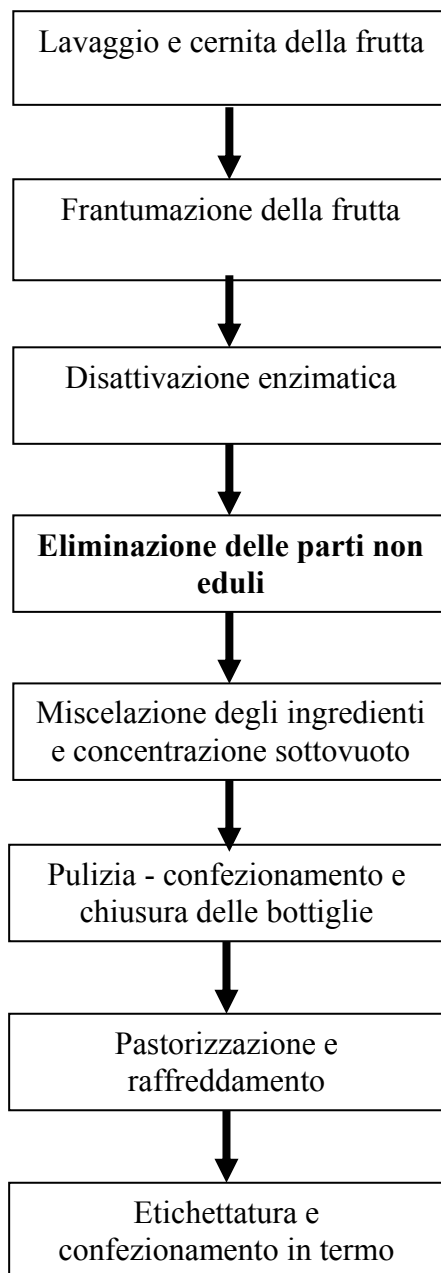 Lavaggio e cernita della frutta
Frantumazione della frutta
Disattivazione enzimatica
Eliminazione delle parti non
eduli
Miscelazione degli ingredienti
e concentrazione sottovuoto
Pulizia - confezionamento e
chiusura delle bottiglie
Pastorizzazione e
raffreddamento
Etichettatura e
confezionamento in termo